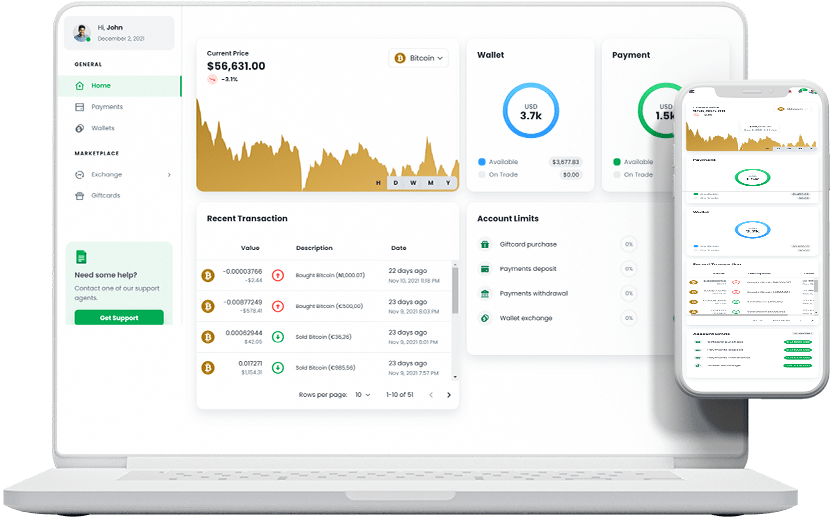 Hi, John
December 2, 2021
GENERAL
Home
Payments
Wallets
MARKETPLACE
Exchange
Giftcards
Need some help?
Contact one of our support
agents.
Get Support
Current Price
$56,631.00
-3.1%
Bitcoin
H D W M Y
Wallet
USD
3.7k
Available $3,677.83
On Trade $0.00
Payment
USD
1.5k
Available
On Trade
Recent Transaction
Value Description Date
-0.00003766 22 days ago
-$2.44 Nov 10, 2021 11:18 PM
-0.00877249 Bought Bitcoin (€500,00) 23 days ago
-$578.41 Nov 9, 2021 8:03 PM
0.00062944 Sold Bitcoin (€36,26) 23 days ago
$42.05 Nov 9, 2021 8:01 PM
0.017271 Sold Bitcoin (€985,56) 23 days ago
$1,154.31 Nov 9, 2021 7:57 PM
Rows per page: 10 1-10 of 51
Account Limits
Giftcard purchase 0%
Payments deposit 0%
Payments withdrawal 0%
Wallet exchange 0%
Payment
Wallet
Account Limits